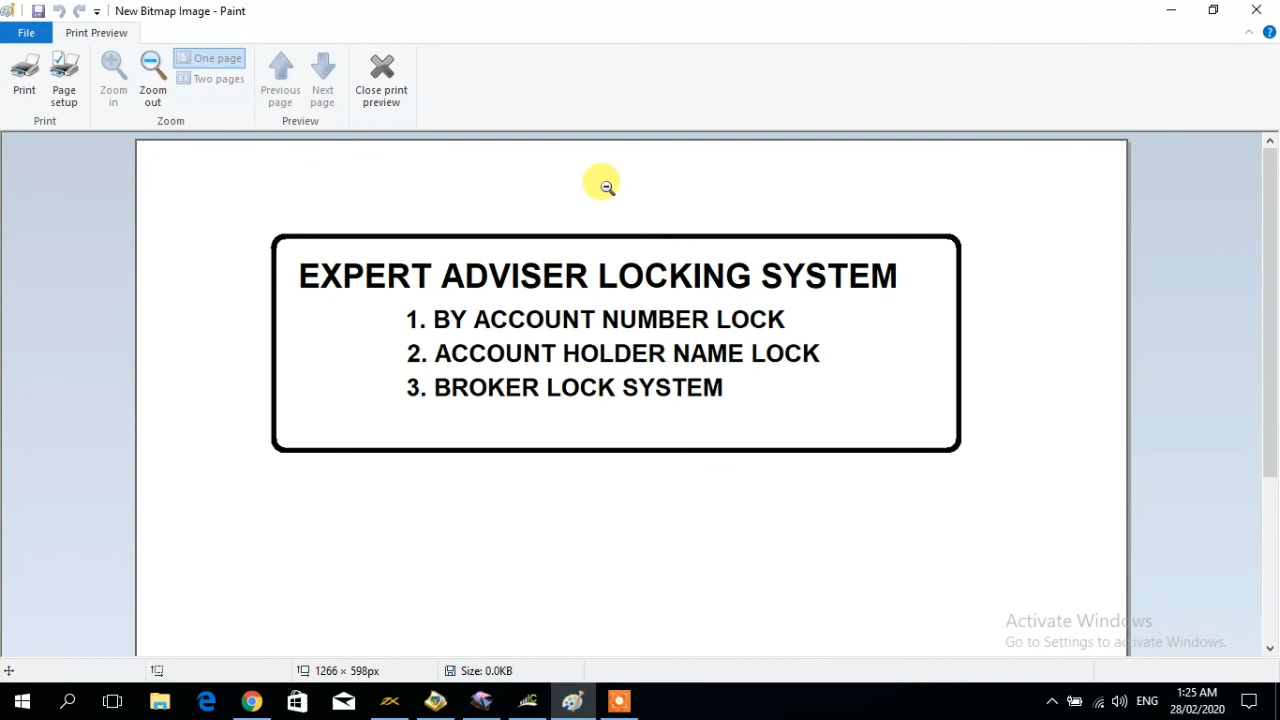 New Bitmap Image - Paint
File
Print Preview
One page
Two pages
Print
Page setup
Zoom in
Zoom out
Previous page
Next page
Close print preview
Print
Zoom
Preview
EXPERT ADVISER LOCKING SYSTEM
1. BY ACCOUNT NUMBER LOCK
2. ACCOUNT HOLDER NAME LOCK
3. BROKER LOCK SYSTEM
Activate Windows
Go to Settings to activate Windows.
1266 × 598px
Size: 0.0KB
ENG
1:25 AM
28/02/2020